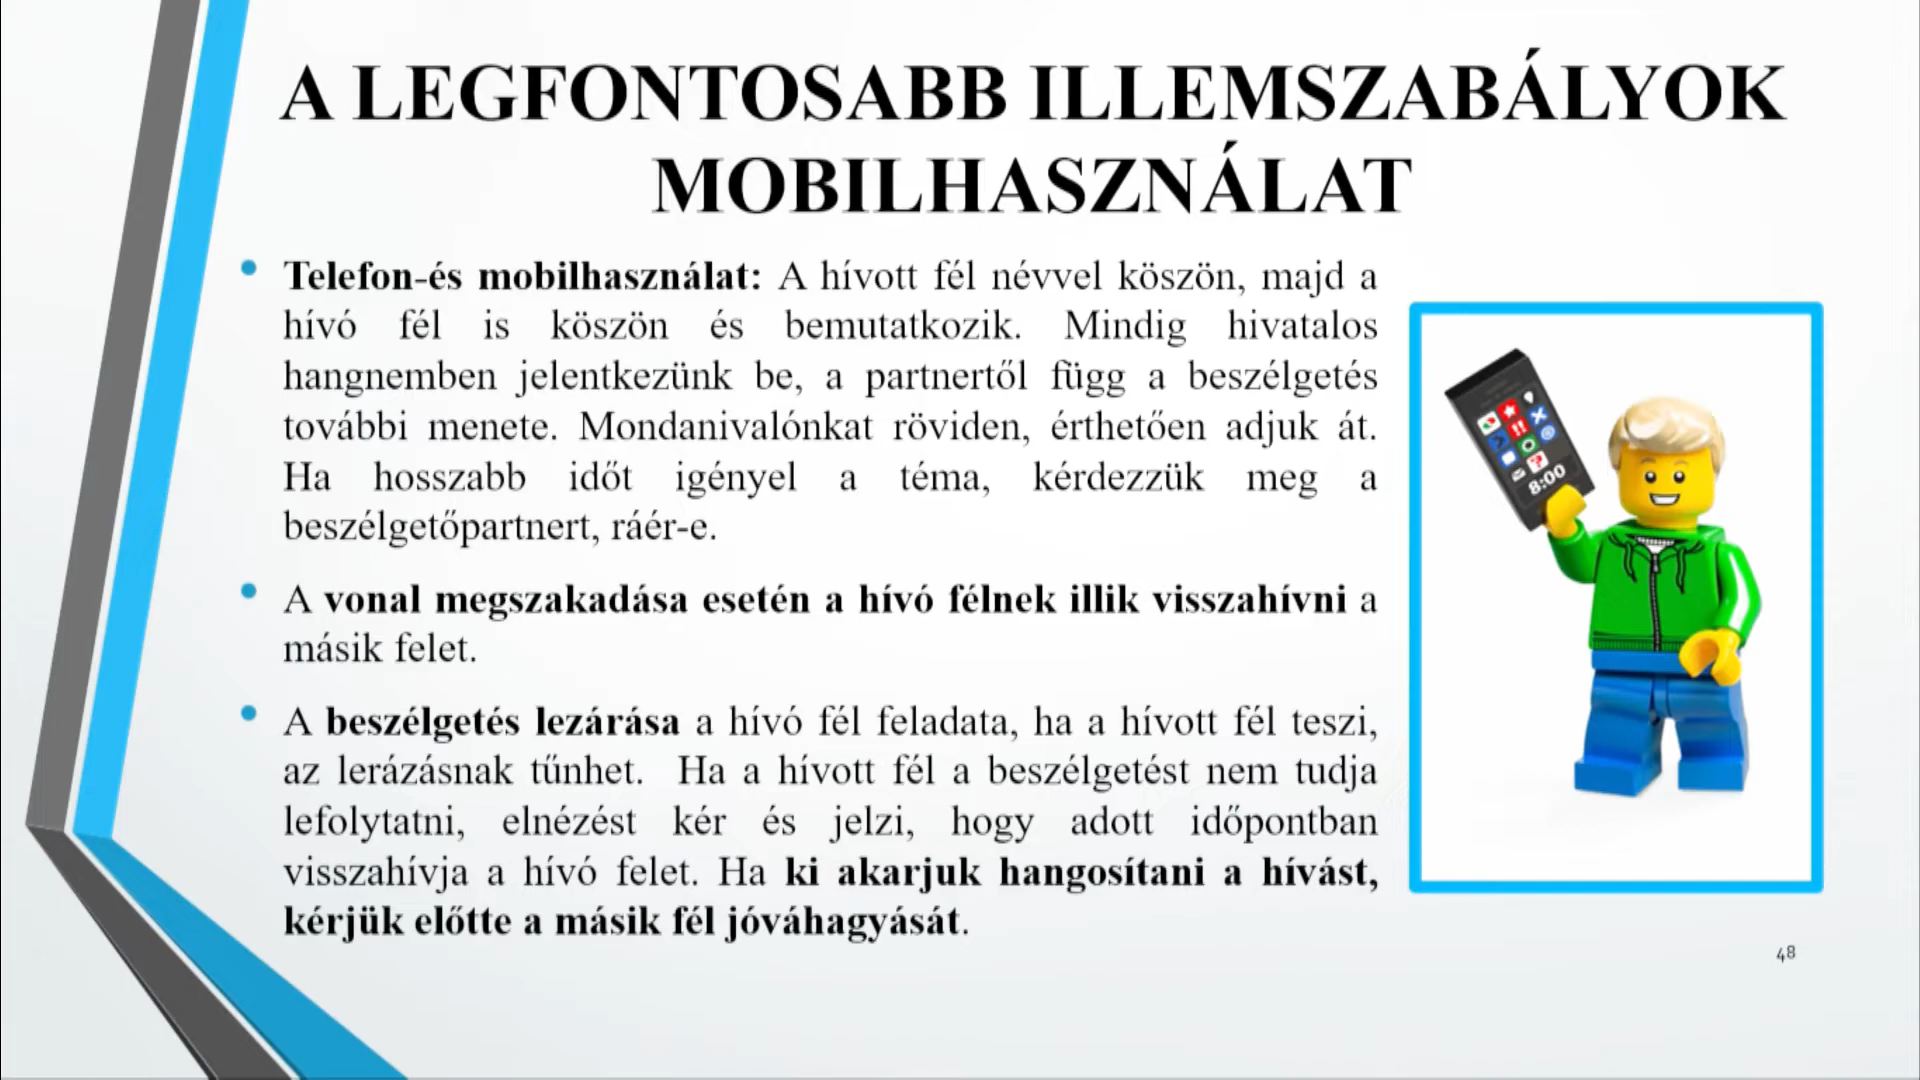 A LEGFONTOSABB ILLEMSZABÁLYOK
MOBILHASZNÁLAT
Telefon-és mobilhasználat: A hívott fél névvel köszön, majd a
hívó fél is köszön és bemutatkozik. Mindig hivatalos
hangnemben jelentkezünk be, a partnertől függ a beszélgetés
további menete. Mondanivalónkat röviden, érthetően adjuk át.
Ha hosszabb időt igényel a téma, kérdezzük meg a
beszélgetőpartnert, ráér-e.
A vonal megszakadása esetén a hívó félnek illik visszahívni a
másik felet.
A beszélgetés lezárása a hívó fél feladata, ha a hívott fél teszi,
az lerázásnak tűnhet. Ha a hívott fél a beszélgetést nem tudja
lefolytatni, elnézést kér és jelzi, hogy adott időpontban
visszahívja a hívó felet. Ha ki akarjuk hangosítani a hívást,
kérjük előtte a másik fél jóváhagyását.
8:00
48